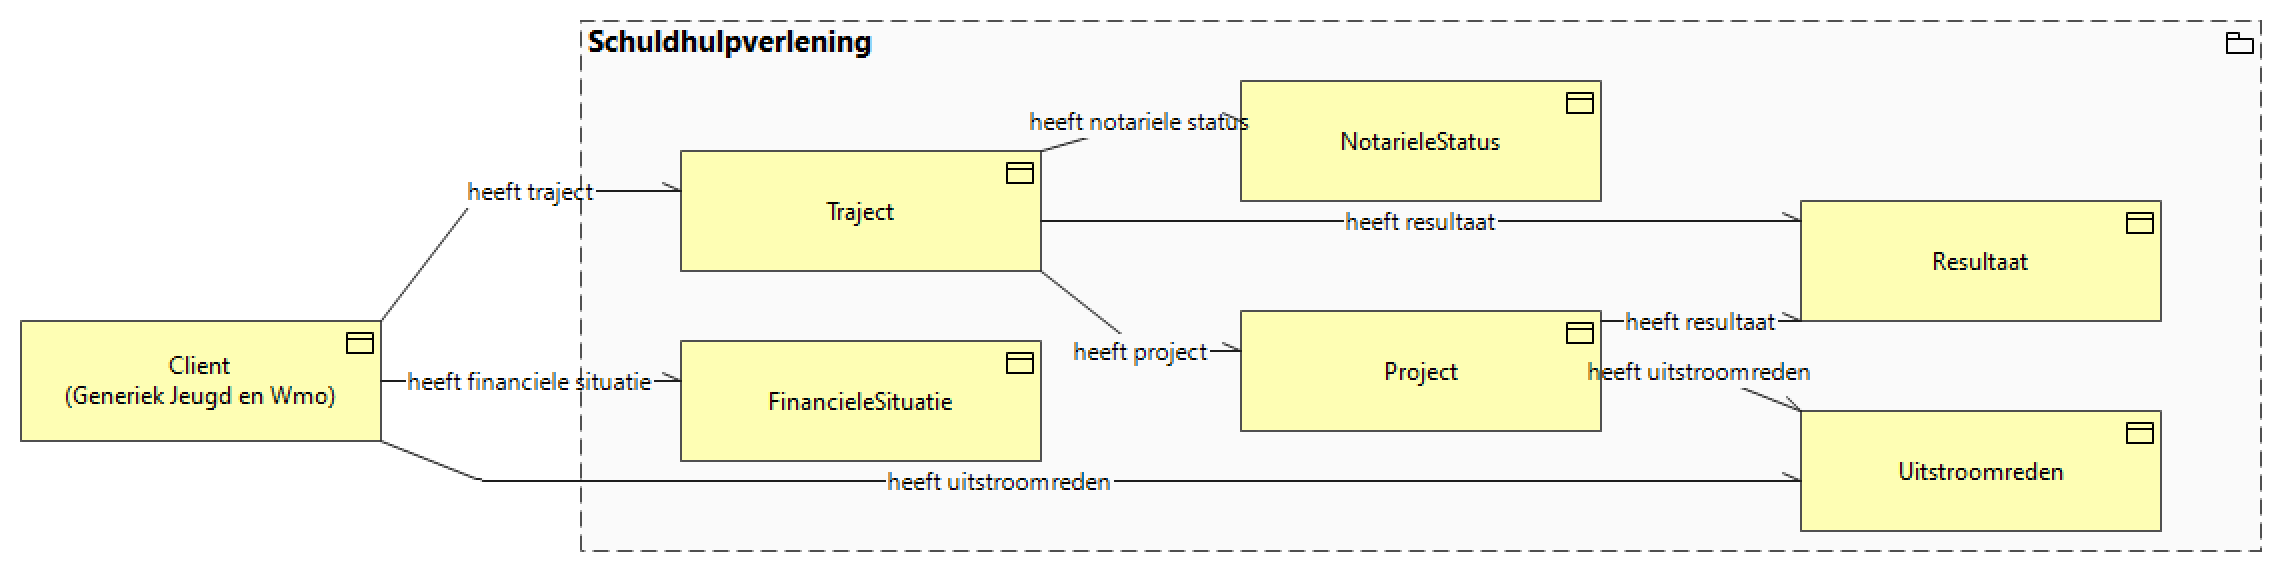 Schuldhulpverlening
heeft notariele status
NotarieleStatus
heeft traject
Traject
heeft resultaat
Resultaat
Client
(Generiek Jeugd en Wmo)
heeft financiele situatie
FinancieleSituatie
heeft project
Project
heeft resultaat
heeft uitstroomreden
heeft uitstroomreden
Uitstroomreden